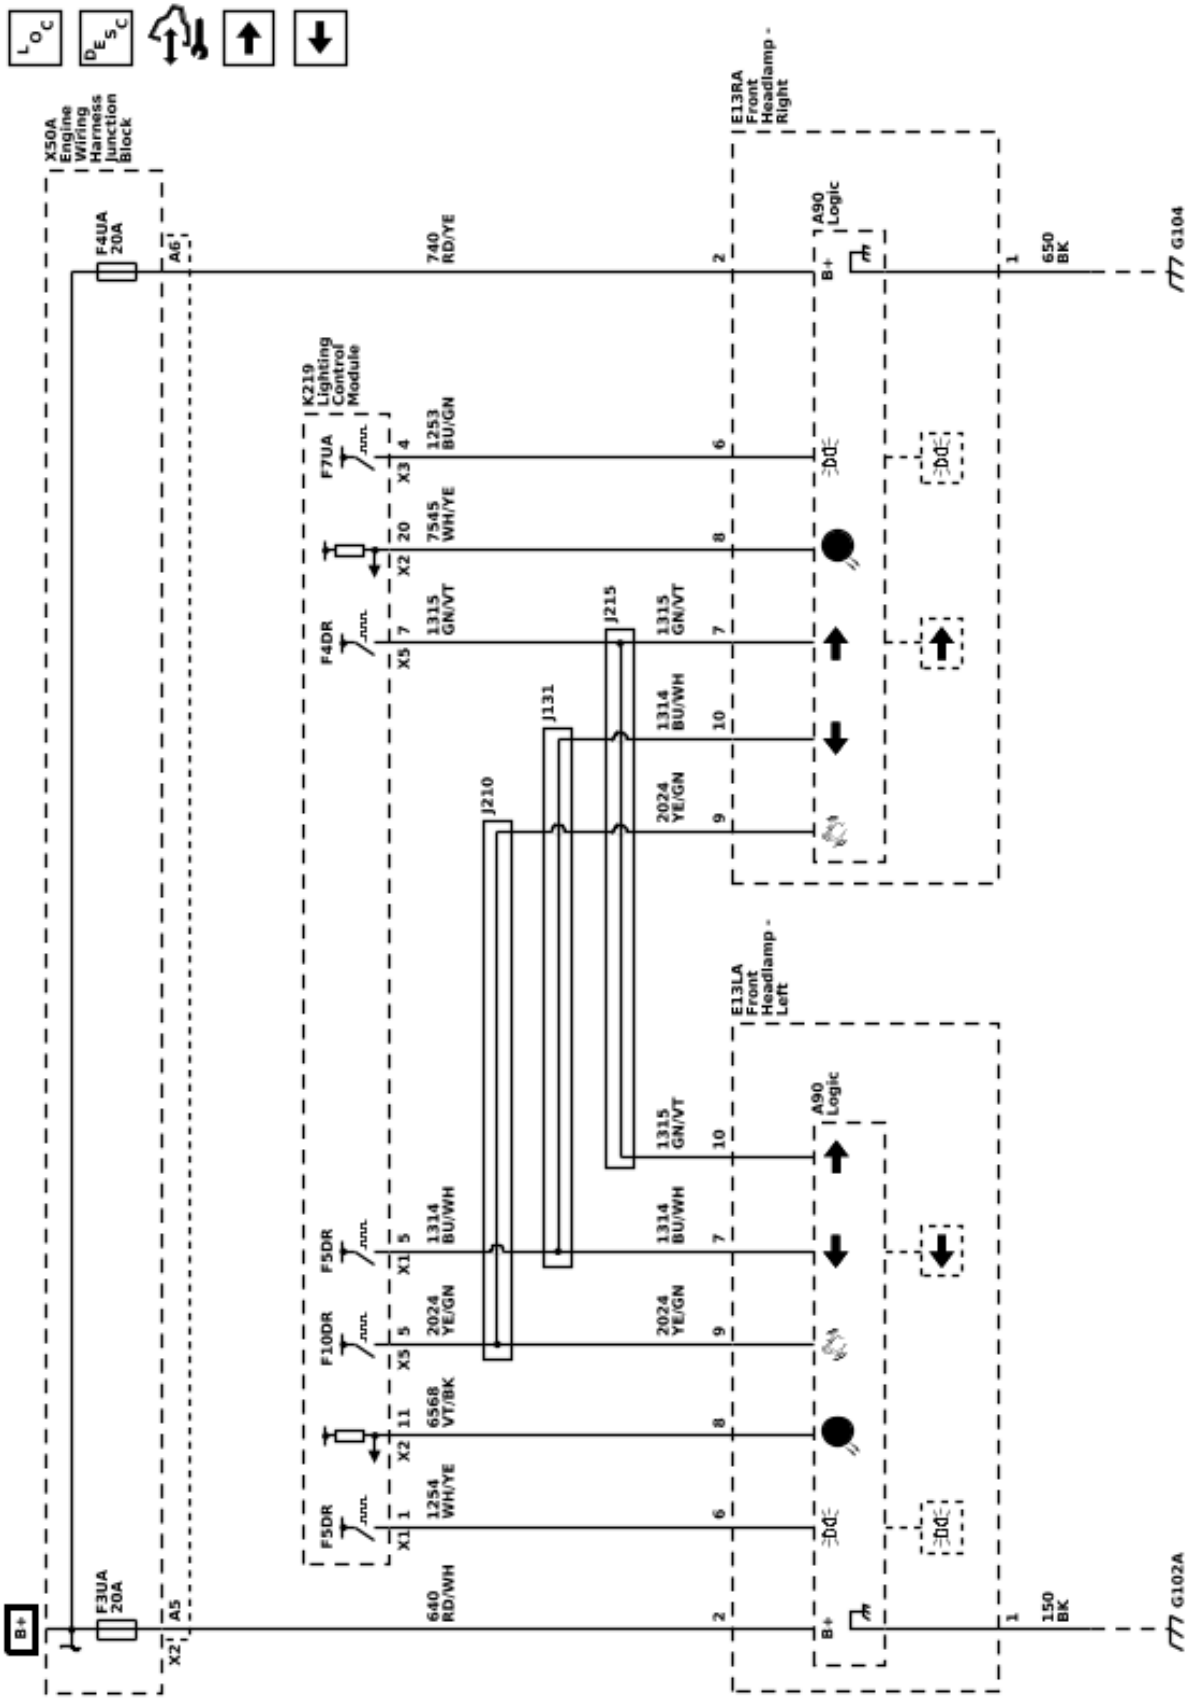 B+
L
O
C
D
E
S
C
X50A
Engine
Wiring
Harness
Junction
Block
F3UA
20A
F4UA
20A
X2
A5
A6
K219
Lighting
Control
Module
F5DR
F10DR
F5DR
F4DR
F7UA
X1 1
X2 11
X5 5
X1 5
X5 7
X2 20
X3 4
640
RD/WH
1254
WH/YE
6568
VT/BK
2024
YE/GN
1314
BU/WH
1315
GN/VT
7545
WH/YE
1253
BU/GN
740
RD/YE
J210
J131
J215
2024
YE/GN
1314
BU/WH
1315
GN/VT
2024
YE/GN
1314
BU/WH
1315
GN/VT
2
6
8
9
7
10
9
10
7
8
6
2
E13LA
Front
Headlamp -
Left
E13RA
Front
Headlamp -
Right
A90
Logic
A90
Logic
B+
B+
1
1
150
BK
650
BK
G102A
G104